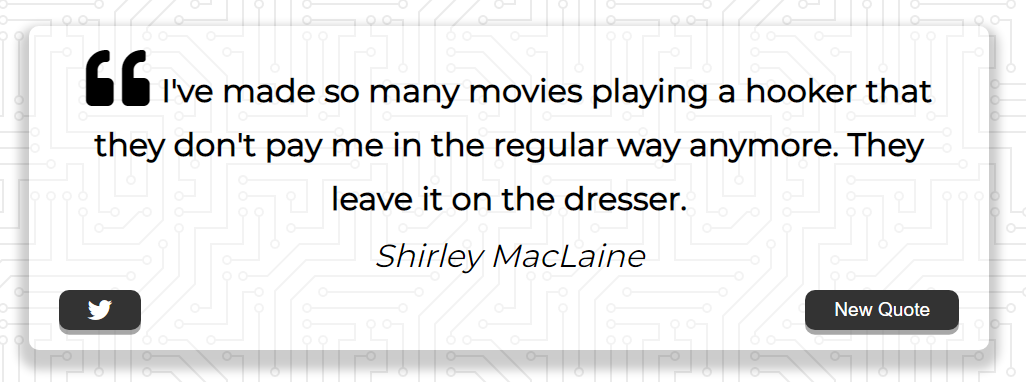 I've made so many movies playing a hooker that
they don't pay me in the regular way anymore. They
leave it on the dresser.
Shirley MacLaine
New Quote